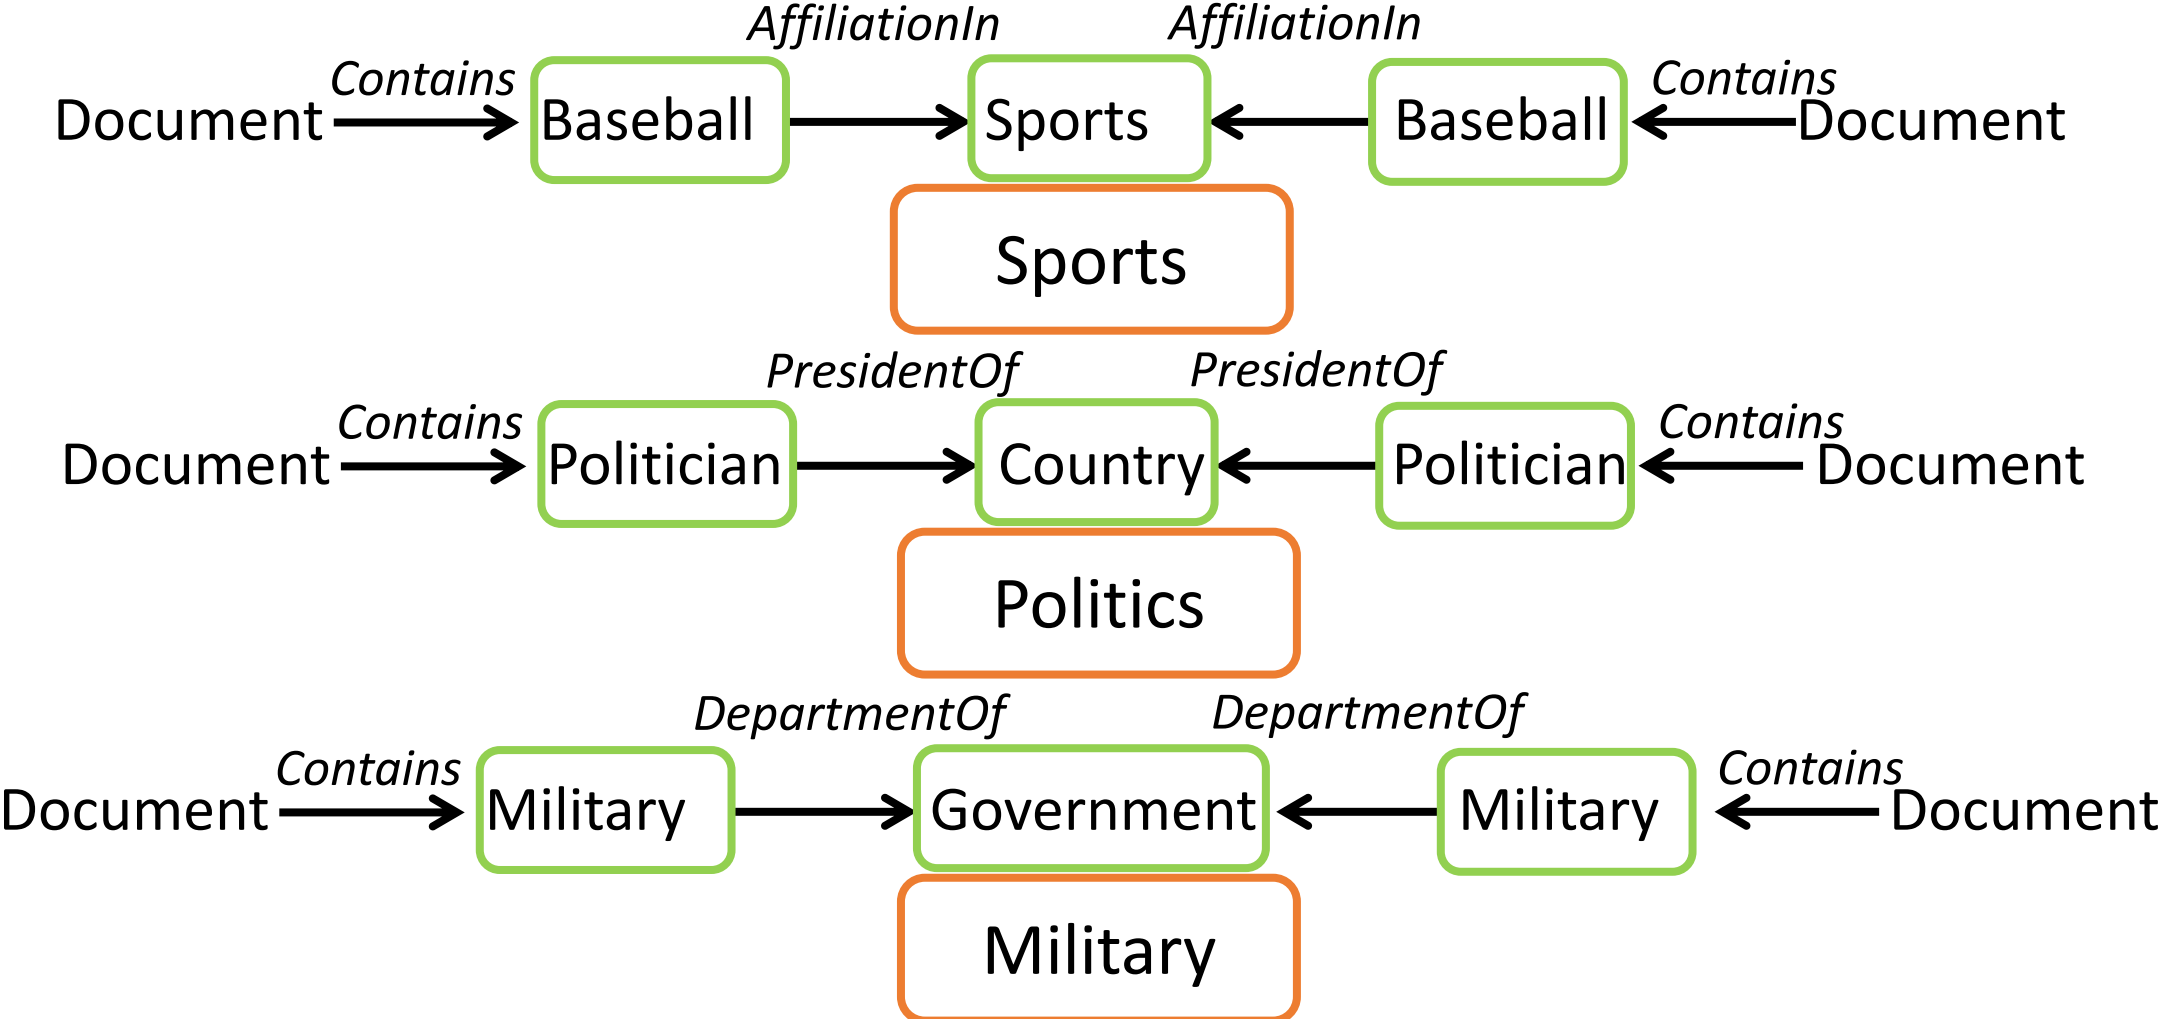 AffiliationIn AffiliationIn
Contains Contains
Document Baseball Sports Baseball Document
Sports
PresidentOf PresidentOf
Contains Contains
Document Politician Country Politician Document
Politics
DepartmentOf DepartmentOf
Contains Contains
Document Military Government Military Document
Military